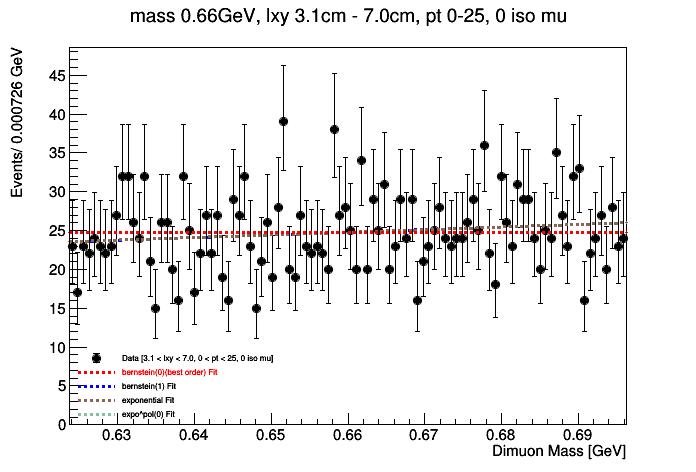 mass 0.66GeV, lxy 3.1cm - 7.0cm, pt 0-25, 0 iso mu
Events/ 0.000726 GeV
45
40
35
30
25
20
15
10
5
0
Data [3.1 < lxy < 7.0, 0 < pt < 25, 0 iso mu]
bernstein(0)(best order) Fit
bernstein(1) Fit
exponential Fit
expo*pol(0) Fit
0.63 0.64 0.65 0.66 0.67 0.68 0.69
Dimuon Mass [GeV]